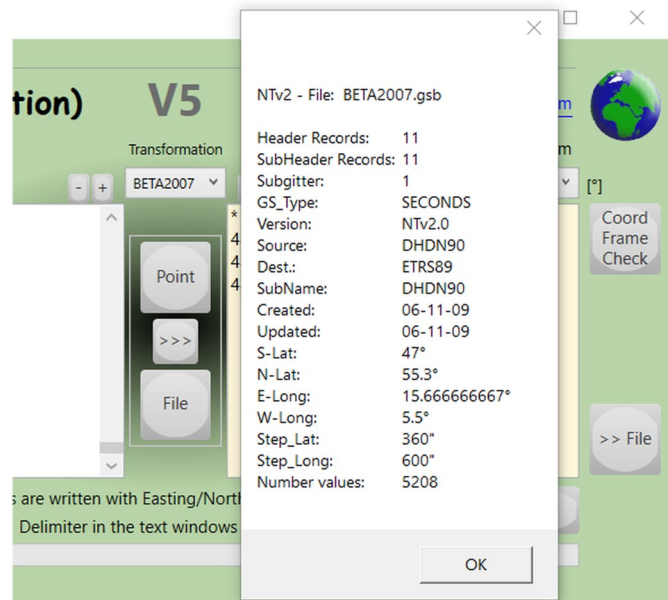 tion)
V5
m
Transformation
m
-
+
BETA2007
[°]
*
4
4
4
Point
>>>
File
Coord
Frame
Check
>> File
s are written with Easting/North
Delimiter in the text windows
NTv2 - File: BETA2007.gsb
Header Records: 11
SubHeader Records: 11
Subgitter: 1
GS_Type: SECONDS
Version: NTv2.0
Source: DHDN90
Dest.: ETRS89
SubName: DHDN90
Created: 06-11-09
Updated: 06-11-09
S-Lat: 47°
N-Lat: 55.3°
E-Long: 15.666666667°
W-Long: 5.5°
Step_Lat: 360"
Step_Long: 600"
Number values: 5208
OK